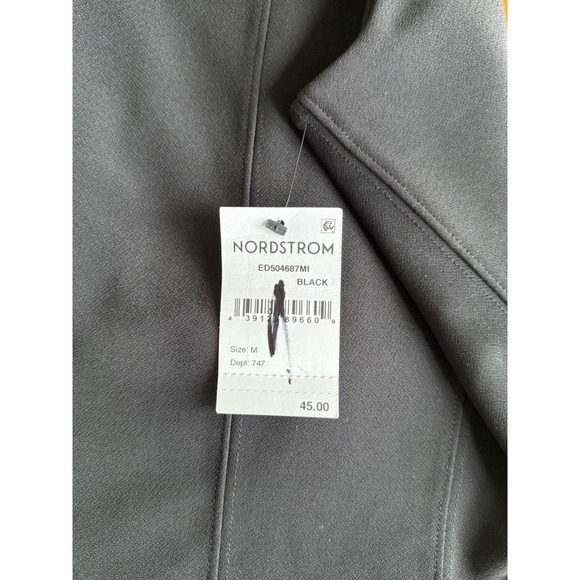 NORDSTROM
ED504687MI
BLACK
Size: M
Dept: 747
45.00